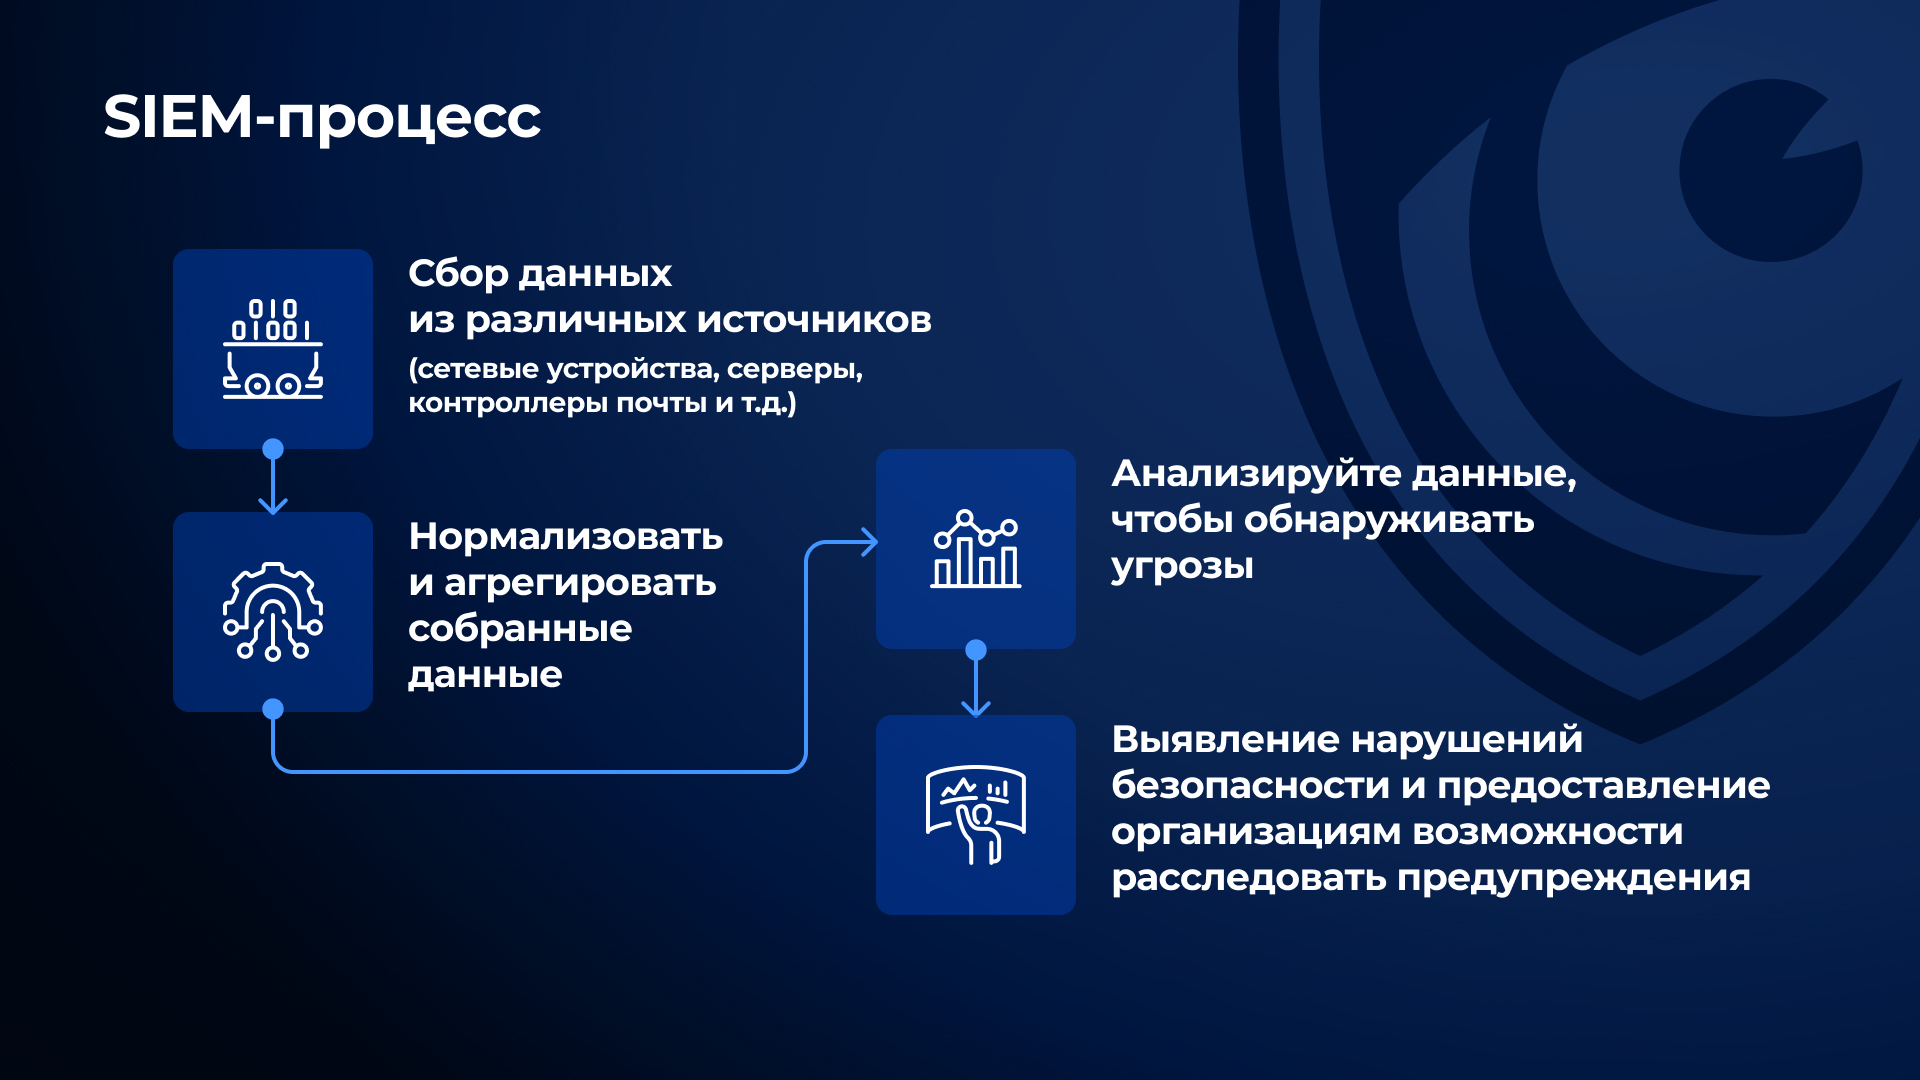 SIEM-процесс
010
01001
Сбор данных
из различных источников
(сетевые устройства, серверы,
контроллеры почты и т.д.)
Нормализовать
и агрегировать
собранные
данные
Анализируйте данные,
чтобы обнаруживать
угрозы
Выявление нарушений
безопасности и предоставление
организациям возможности
расследовать предупреждения